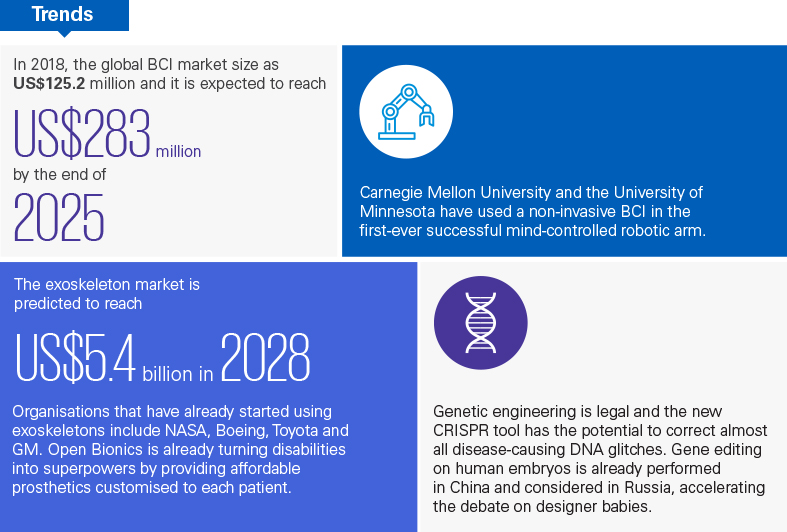 Trends
In 2018, the global BCI market size as
US$125.2 million and it is expected to reach
US$283 million
by the end of
2025
Carnegie Mellon University and the University of
Minnesota have used a non-invasive BCI in the
first-ever successful mind-controlled robotic arm.
The exoskeleton market is
predicted to reach
US$5.4 billion in 2028
Organisations that have already started using
exoskeletons include NASA, Boeing, Toyota and
GM. Open Bionics is already turning disabilities
into superpowers by providing affordable
prosthetics customised to each patient.
Genetic engineering is legal and the new
CRISPR tool has the potential to correct almost
all disease-causing DNA glitches. Gene editing
on human embryos is already performed
in China and considered in Russia, accelerating
the debate on designer babies.